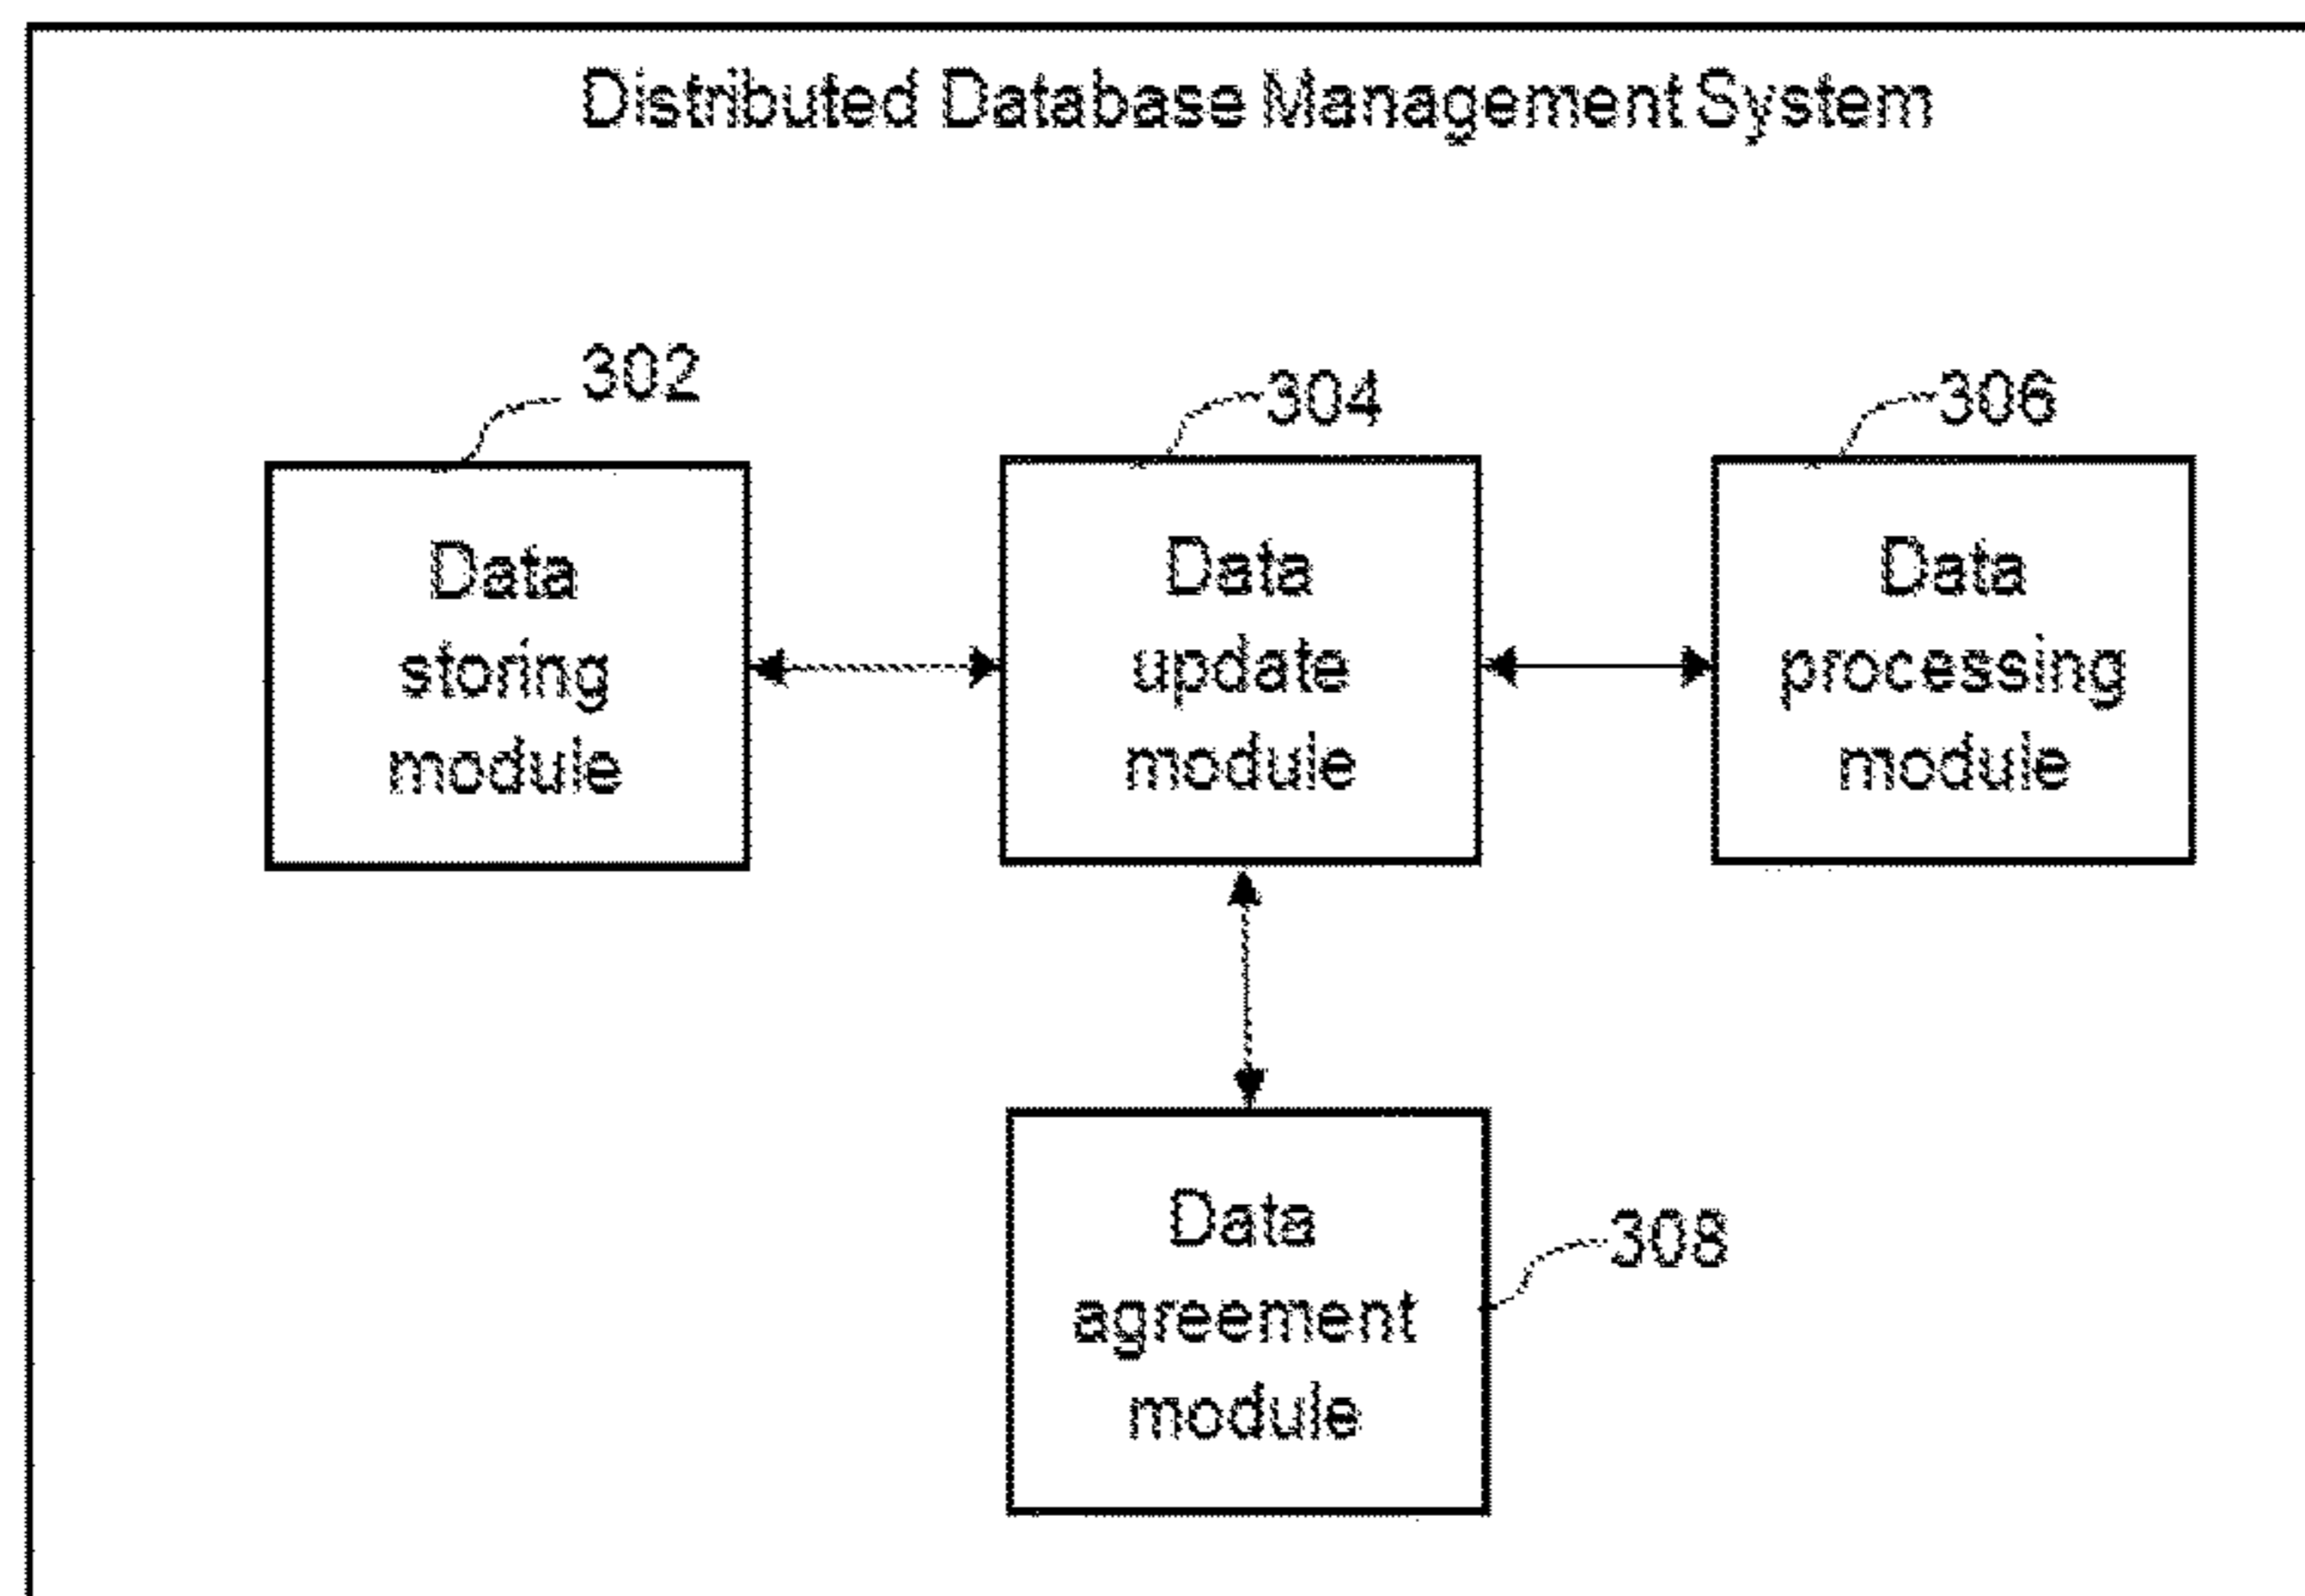 Distributed Database Management System
302
304
306
Data
storing
module
Data
update
module
Data
processing
module
Data
agreement
module
308